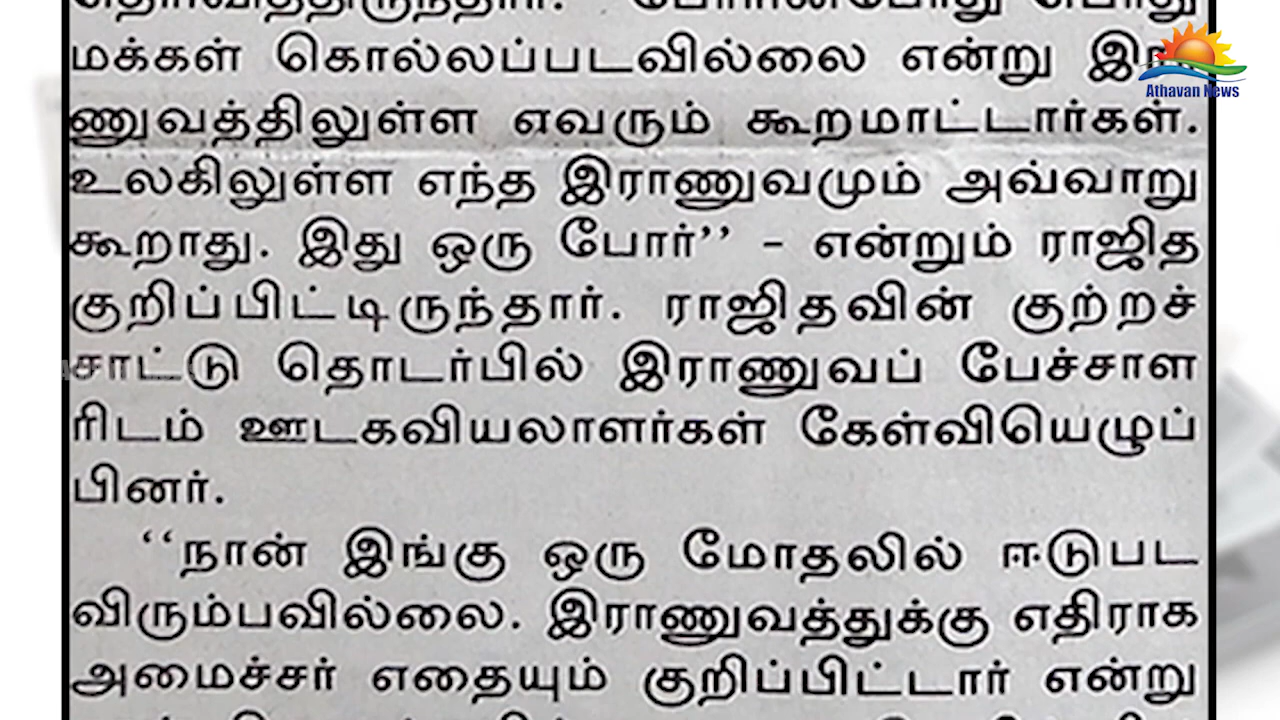 மக்கள் கொல்லப்படவில்லை என்று இரா
ணுவத்திலுள்ள எவரும் கூறமாட்டார்கள்.
உலகிலுள்ள எந்த இராணுவமும் அவ்வாறு
கூறாது. இது ஒரு போர்’’ – என்றும் ராஜித
குறிப்பிட்டிருந்தார். ராஜிதவின் குற்றச்
சாட்டு தொடர்பில் இராணுவப் பேச்சாள
ரிடம் ஊடகவியலாளர்கள் கேள்வியெழுப்
பினர்.
‘‘நான் இங்கு ஒரு மோதலில் ஈடுபட
விரும்பவில்லை. இராணுவத்துக்கு எதிராக
அமைச்சர் எதையும் குறிப்பிட்டார் என்று
Athavan News